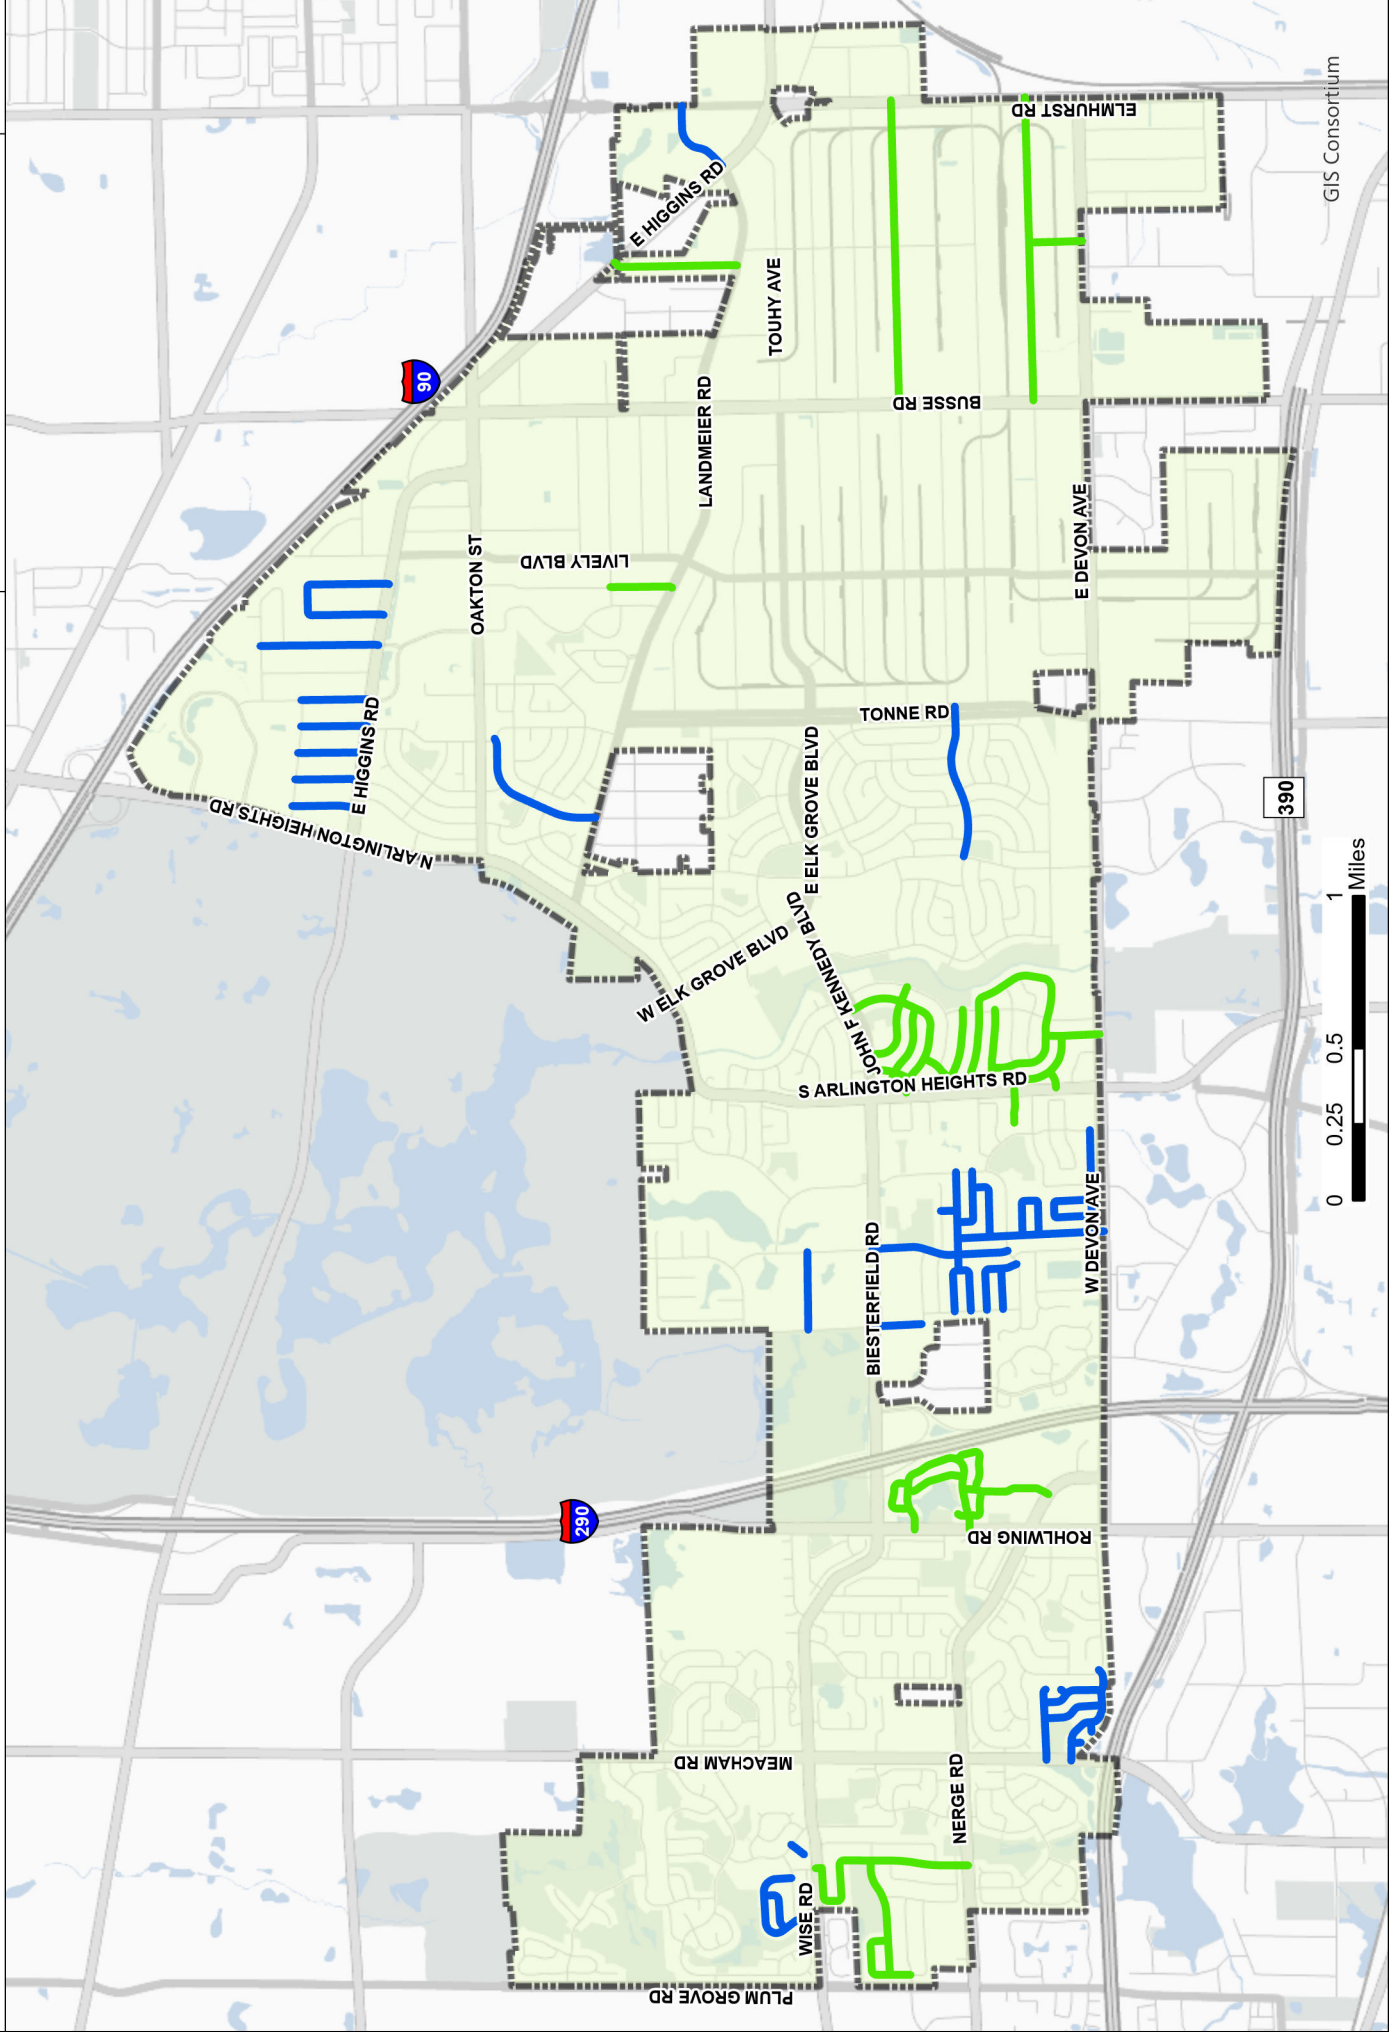 ELMHURST RD
GIS Consortium
E HIGGINS RD
TOUHY AVE
90
LANDMEIER RD
BUSSE RD
OAKTON ST
LIVELY BLVD
E DEVON AVE
E HIGGINS RD
TONNE RD
N ARLINGTON HEIGHTS RD
E ELK GROVE BLVD
390
W ELK GROVE BLVD
JOHN F KENNEDY BLVD
S ARLINGTON HEIGHTS RD
0 0.25 0.5 1
Miles
BIESTERFIELD RD
W DEVON AVE
290
ROHLWING RD
MEACHAM RD
NERGE RD
WISE RD
PLUM GROVE RD